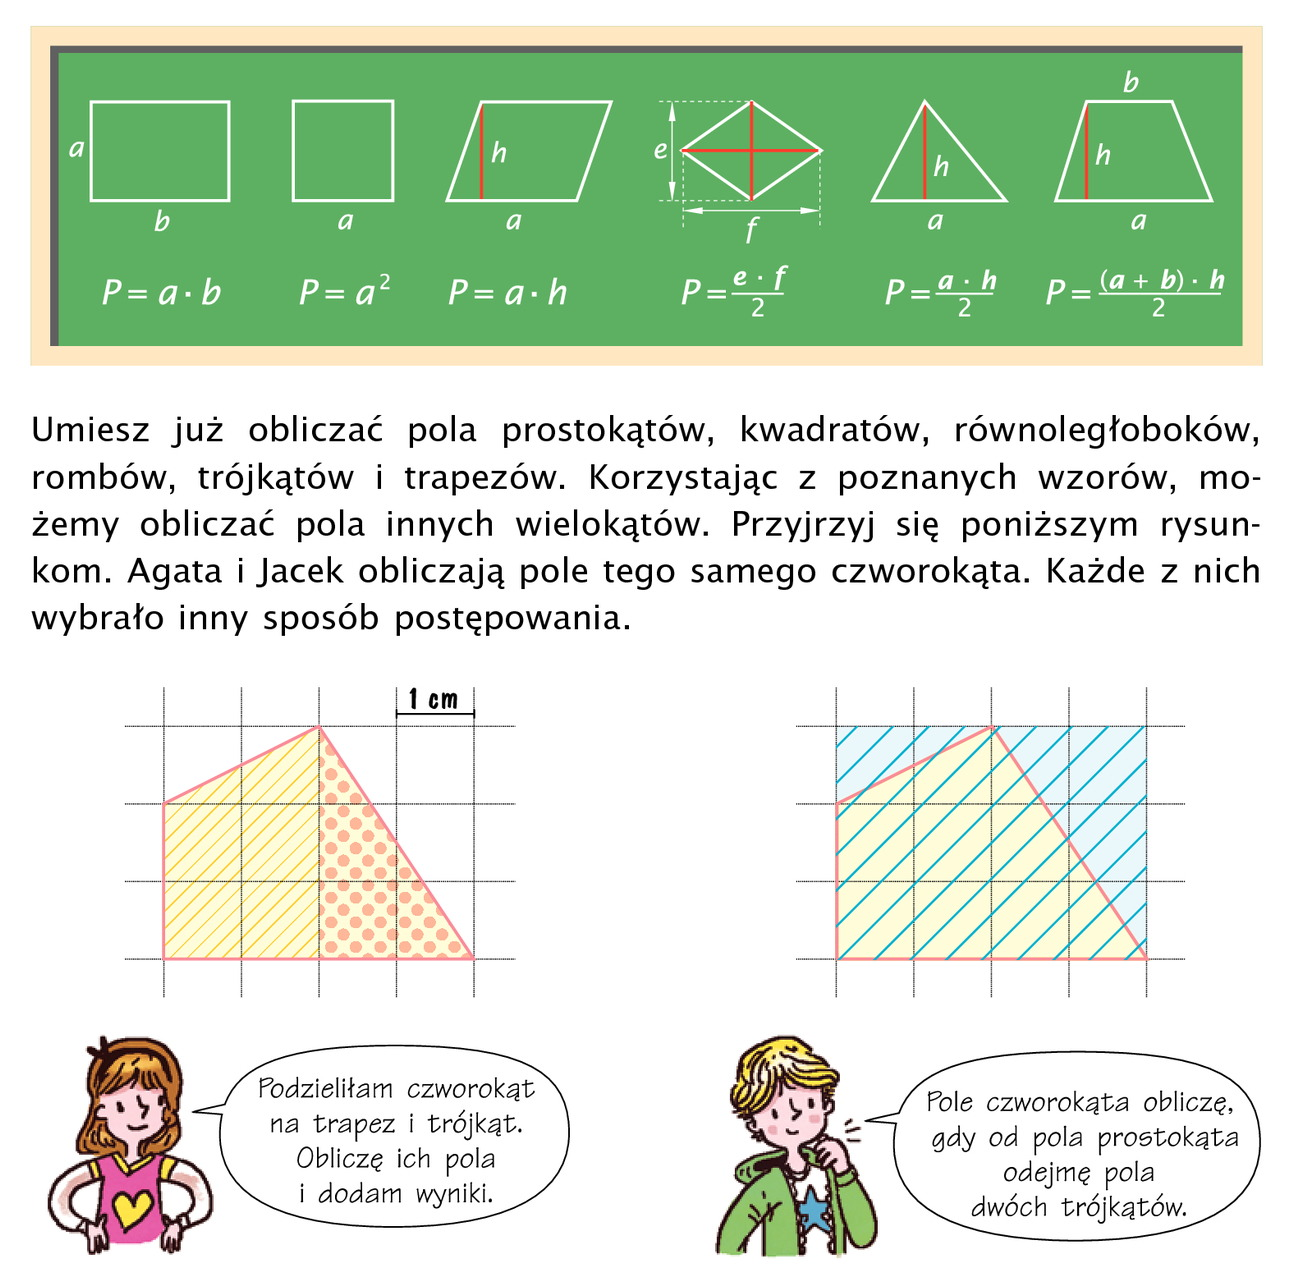 b
a h e h h
a
b a a f a a
P = a · b P = a² P = a · h P = e · f / 2 P = a · h / 2 P = (a + b) · h / 2
Umiesz już obliczać pola prostokątów, kwadratów, równoległoboków,
rombów, trójkątów i trapezów. Korzystając z poznanych wzorów, mo-
żemy obliczać pola innych wielokątów. Przyjrzyj się poniższym rysun-
kom. Agata i Jacek obliczają pole tego samego czworokąta. Każde z nich
wybrało inny sposób postępowania.
1 cm
Podzieliłam czworokąt
na trapez i trójkąt.
Obliczę ich pola
i dodam wyniki.
Pole czworokąta obliczę,
gdy od pola prostokąta
odejmę pola
dwóch trójkątów.